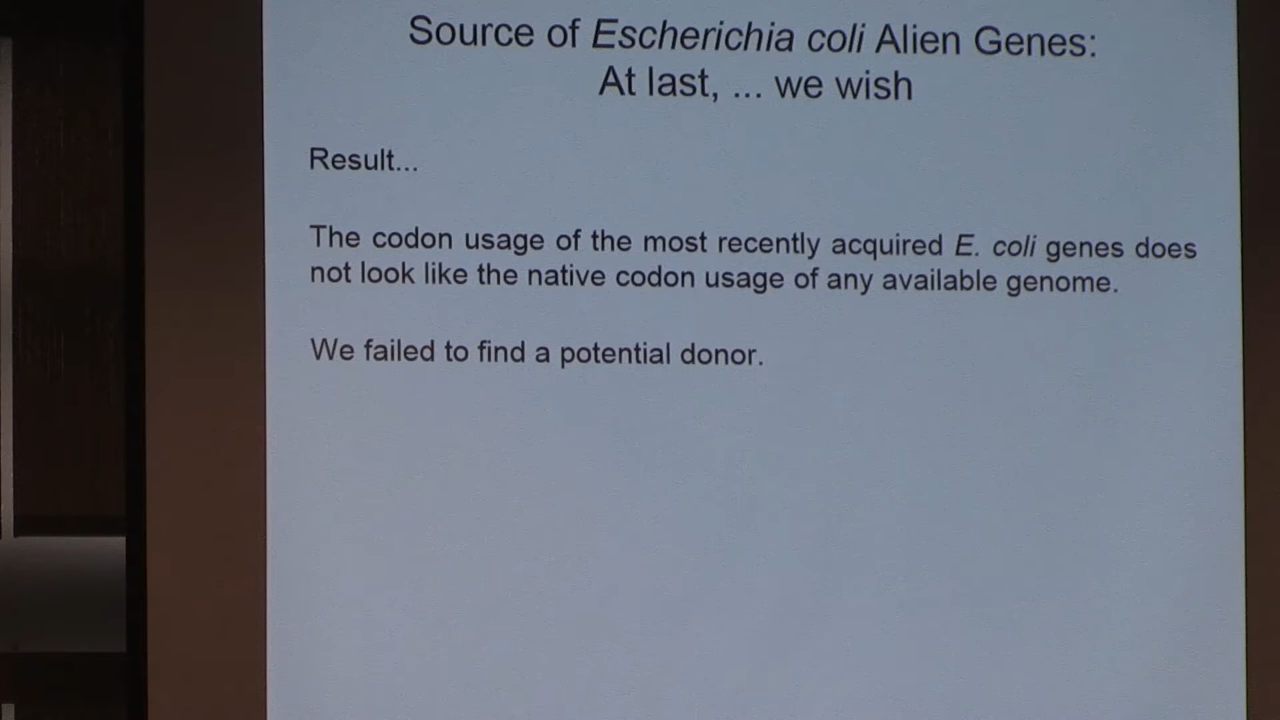 Source of Escherichia coli Alien Genes:
At last, ... we wish
Result...
The codon usage of the most recently acquired E. coli genes does
not look like the native codon usage of any available genome.
We failed to find a potential donor.